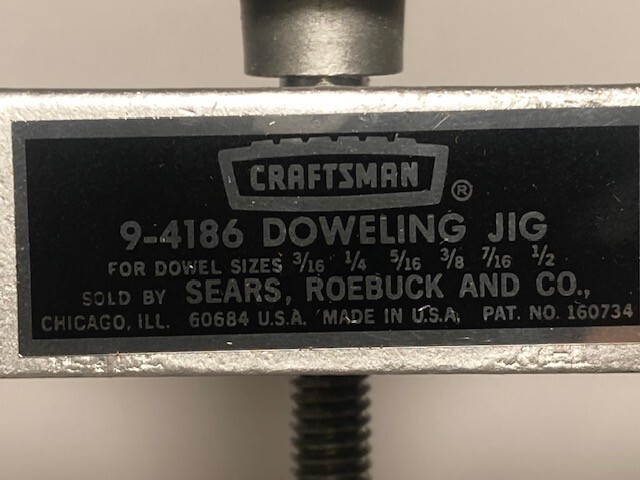 CRAFTSMAN ®
9-4186 DOWELING JIG
FOR DOWEL SIZES 3/16 1/4 5/16 3/8 7/16 1/2
SOLD BY SEARS, ROEBUCK AND CO.,
CHICAGO, ILL. 60684 U.S.A. MADE IN U.S.A. PAT. NO. 160734